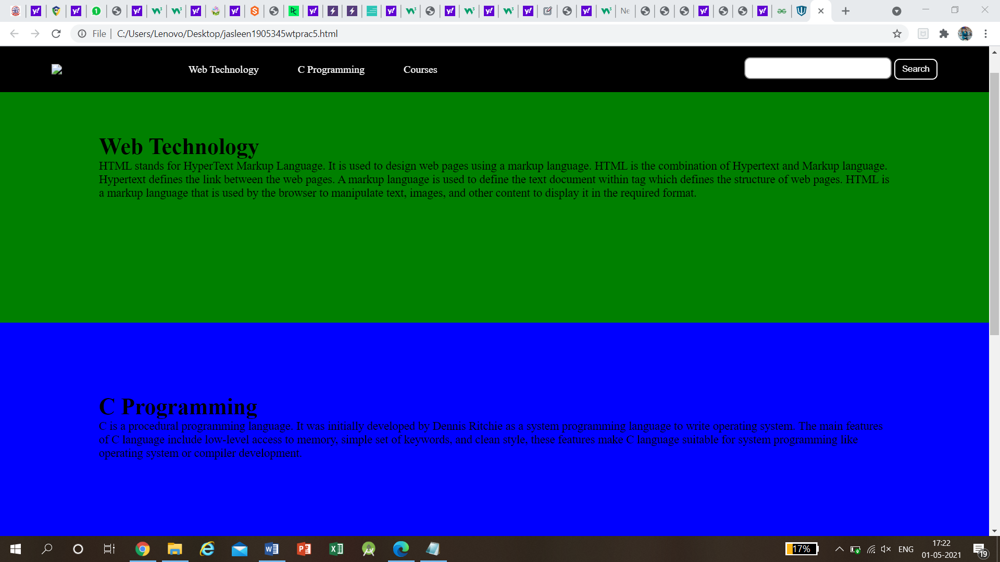 Ne
File
C:/Users/Lenovo/Desktop/jasleen1905345wtprac5.html
Web Technology
C Programming
Courses
Search
Web Technology
HTML stands for HyperText Markup Language. It is used to design web pages using a markup language. HTML is the combination of Hypertext and Markup language.
Hypertext defines the link between the web pages. A markup language is used to define the text document within tag which defines the structure of web pages. HTML is
a markup language that is used by the browser to manipulate text, images, and other content to display it in the required format.
C Programming
C is a procedural programming language. It was initially developed by Dennis Ritchie as a system programming language to write operating system. The main features
of C language include low-level access to memory, simple set of keywords, and clean style, these features make C language suitable for system programming like
operating system or compiler development.
17%
ENG
17:22
01-05-2021
19